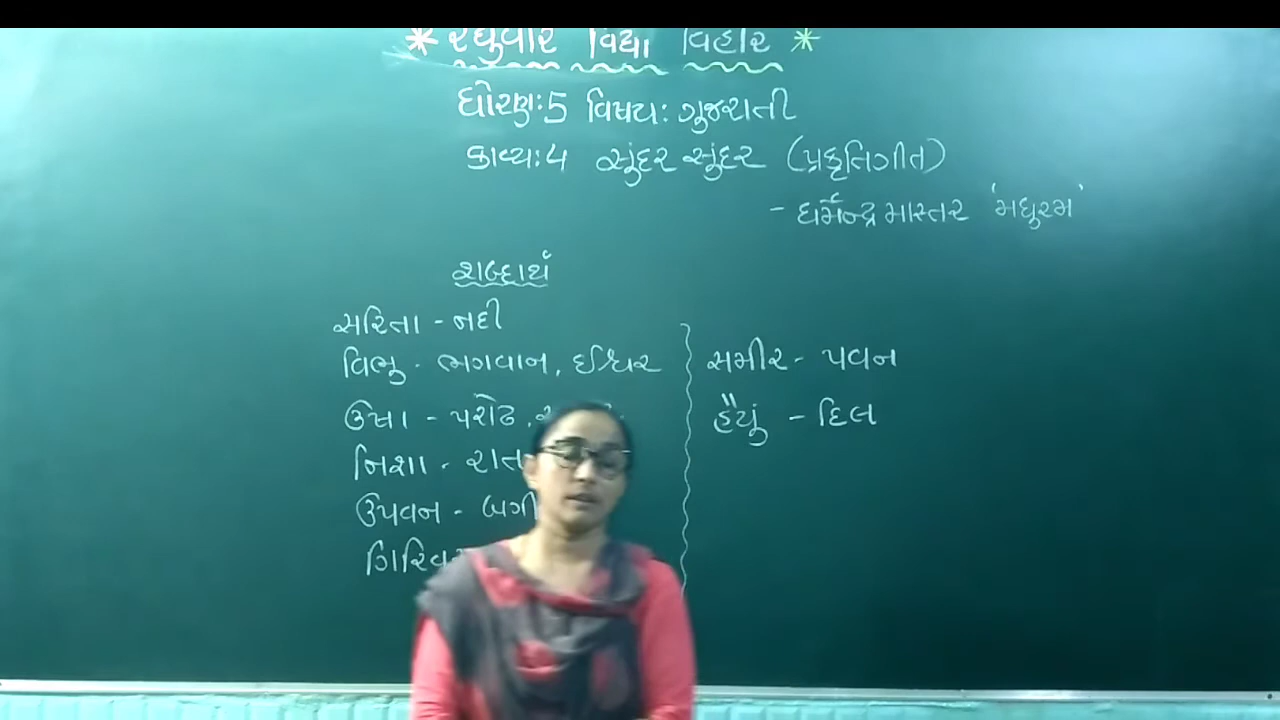 * રઘુવીર વિદ્યા વિહાર *
ધોરણ: 5 વિષય: ગુજરાતી
કાવ્ય: 4 સુંદર સુંદર (પ્રકૃતિગીત)
- ધર્મેન્દ્ર માસ્તર 'મધુરમ'
શબ્દાર્થ
સરિતા - નદી
વિભુ - ભગવાન, ઈશ્વર
ઉષા - પરોઢ,
નિશા - રાત
ઉપવન -
સમીર - પવન
હૈયું - દિલ